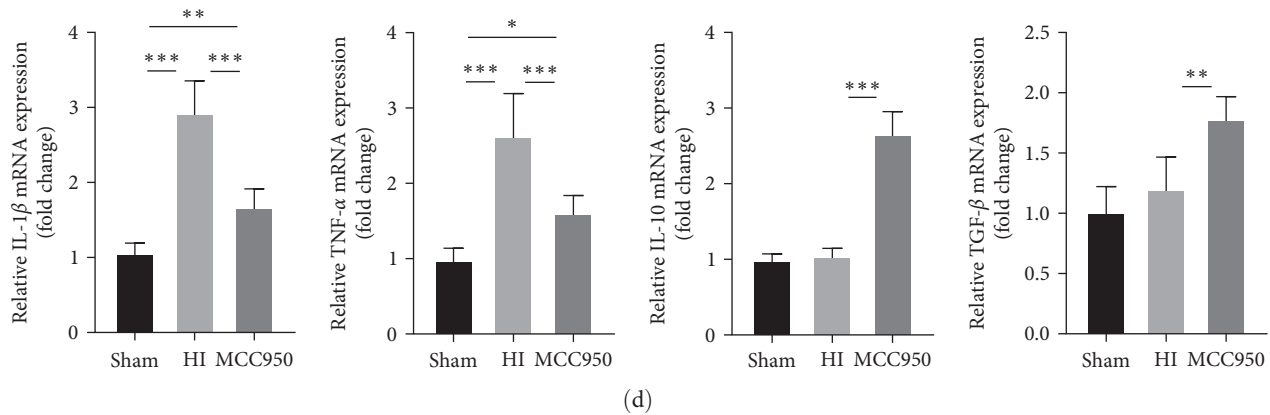 Relative IL-1β mRNA expression
(fold change)
4
3
2
1
0
**
***
***
Sham
HI
MCC950
Relative TNF-α mRNA expression
(fold change)
4
3
2
1
0
*
***
***
Sham
HI
MCC950
Relative IL-10 mRNA expression
(fold change)
4
3
2
1
0
***
Sham
HI
MCC950
Relative TGF-β mRNA expression
(fold change)
2.5
2.0
1.5
1.0
0.5
0.0
**
Sham
HI
MCC950
(d)